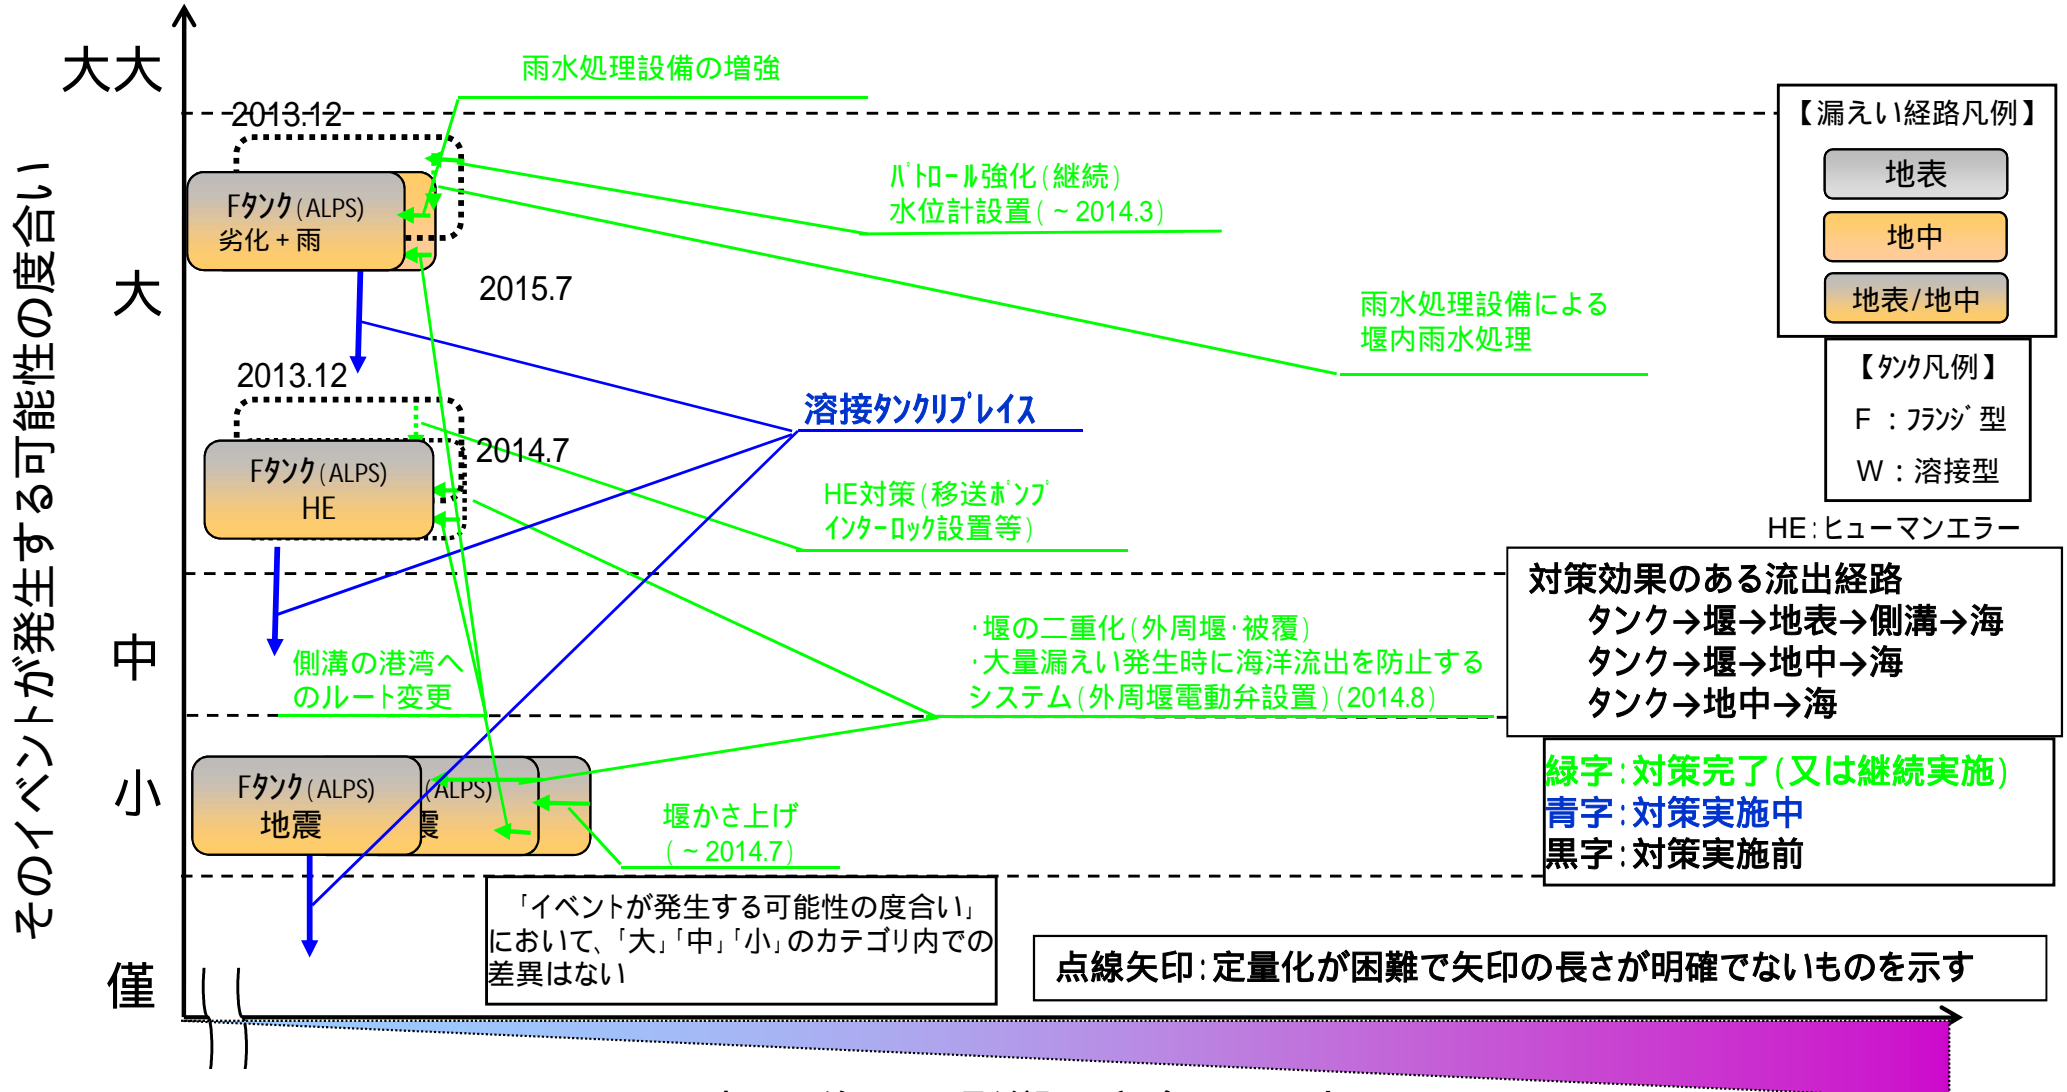 そのイベントが発生する可能性の度合い
大大
大
中
小
僅
雨水処理設備の増強
2013.12
Fタンク(ALPS)
劣化+雨
2015.7
パトロール強化(継続)
水位計設置(~2014.3)
雨水処理設備による
堰内雨水処理
2013.12
Fタンク(ALPS)
HE
2014.7
溶接タンクリプレイス
HE対策(移送ポンプ
インターロック設置等)
側溝の港湾へ
のルート変更
・堰の二重化(外周堰・被覆)
・大量漏えい発生時に海洋流出を防止する
システム(外周堰電動弁設置)(2014.8)
Fタンク(ALPS)
地震
(ALPS)
震
堰かさ上げ
(~2014.7)
「イベントが発生する可能性の度合い」
において、「大」「中」「小」のカテゴリ内での
差異はない
【漏えい経路凡例】
地表
地中
地表/地中
【タンク凡例】
F:フランジ型
W:溶接型
HE:ヒューマンエラー
対策効果のある流出経路
タンク→堰→地表→側溝→海
タンク→堰→地中→海
タンク→地中→海
緑字:対策完了(又は継続実施)
青字:対策実施中
黒字:対策実施前
点線矢印:定量化が困難で矢印の長さが明確でないものを示す